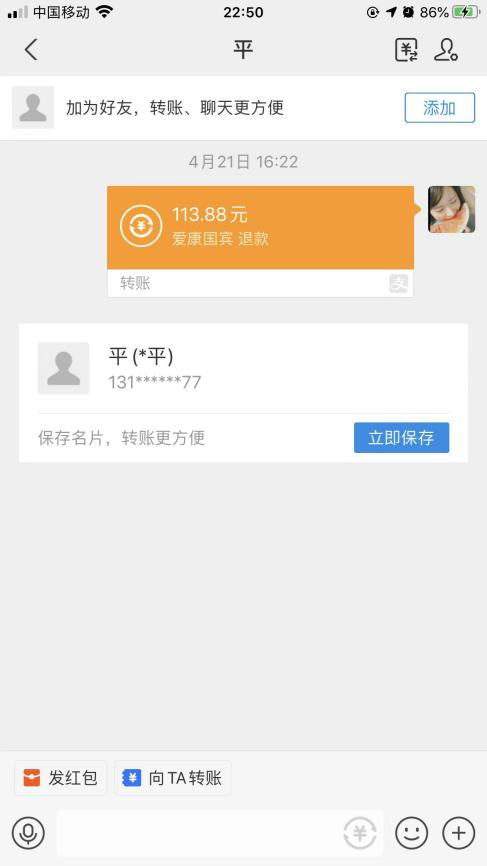 中国移动
22:50
86%
平
加为好友，转账、聊天更方便
添加
4月21日 16:22
113.88元
爱康国宾 退款
转账
支
平 (*平)
131******77
保存名片，转账更方便
立即保存
发红包
向TA转账